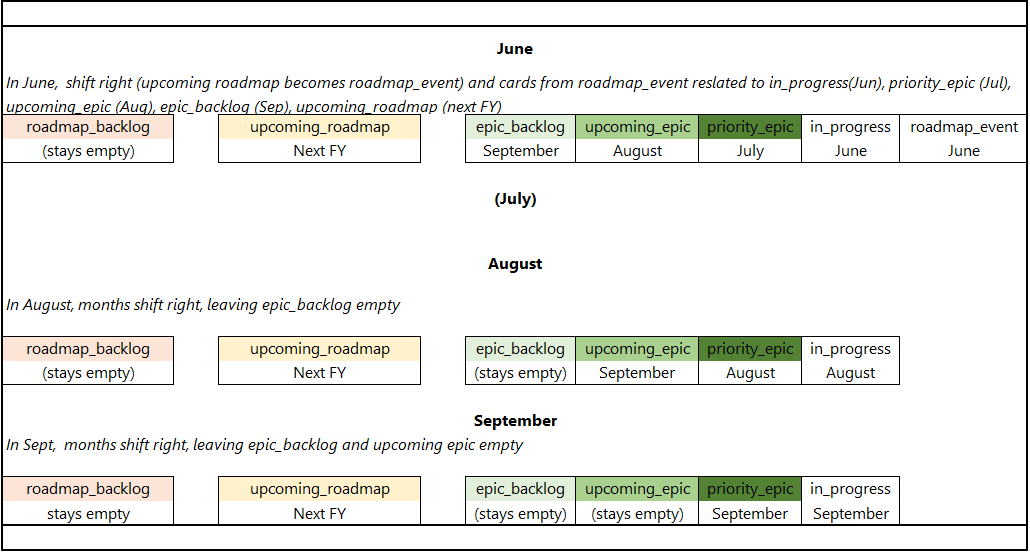 June
In June, shift right (upcoming roadmap becomes roadmap_event) and cards from roadmap_event reslated to in_progress(Jun), priority_epic (Jul),
upcoming_epic (Aug), epic_backlog (Sep), upcoming_roadmap (next FY)
roadmap_backlog upcoming_roadmap epic_backlog upcoming_epic priority_epic in_progress roadmap_event
(stays empty) Next FY September August July June June
(July)
August
In August, months shift right, leaving epic_backlog empty
roadmap_backlog upcoming_roadmap epic_backlog upcoming_epic priority_epic in_progress
(stays empty) Next FY (stays empty) September August August
September
In Sept, months shift right, leaving epic_backlog and upcoming epic empty
roadmap_backlog upcoming_roadmap epic_backlog upcoming_epic priority_epic in_progress
stays empty Next FY (stays empty) (stays empty) September September